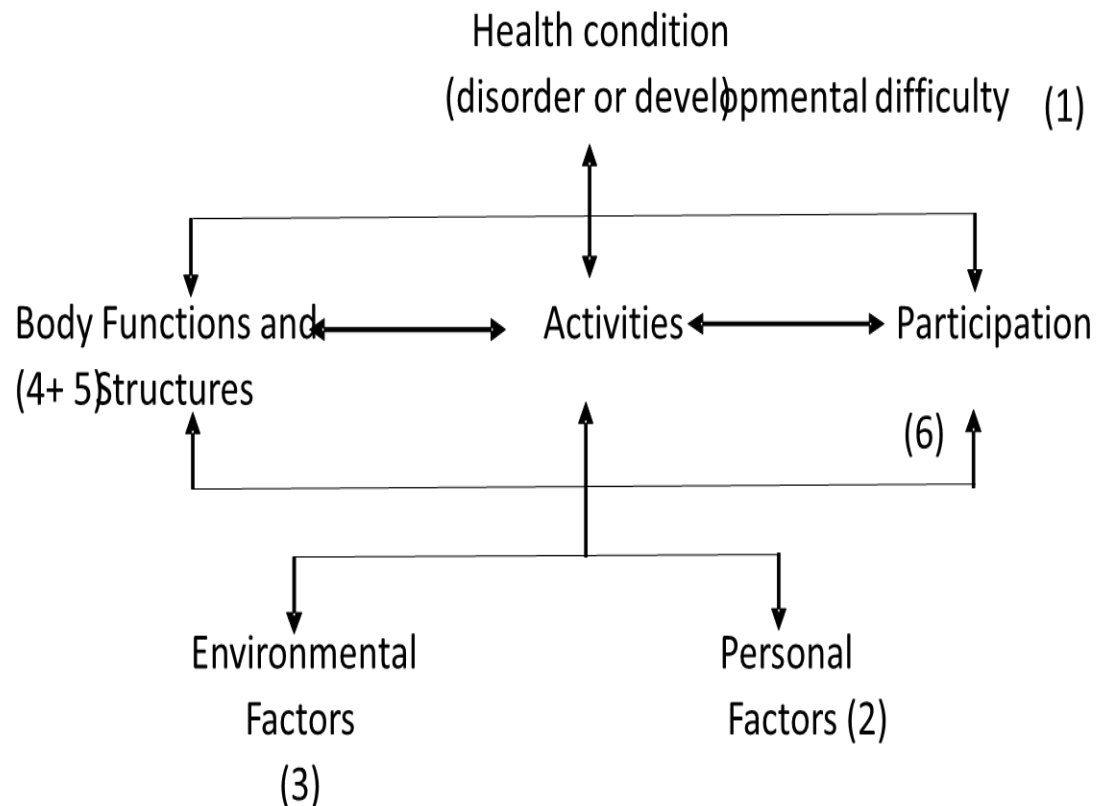 Health condition
(disorder or developmental difficulty) (1)
Body Functions and
(4+ 5) Structures
Activities
Participation
(6)
Environmental
Factors
(3)
Personal
Factors (2)